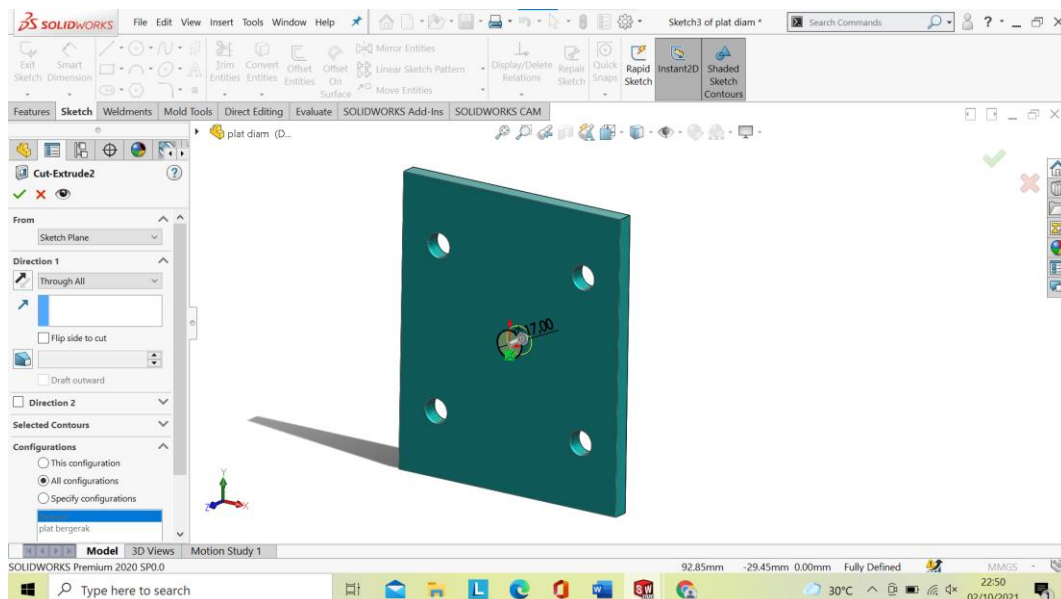 SOLIDWORKS File Edit View Insert Tools Window Help Sketch3 of plat diam * Search Commands
Exit Sketch
Smart Dimension
Trim Entities
Convert Entities
Offset Entities
Offset On Surface
Mirror Entities
Linear Sketch Pattern
Move Entities
Display/Delete Relations
Repair Sketch
Quick Snaps
Rapid Sketch
Instant2D
Shaded Sketch Contours
Features Sketch Weldments Mold Tools Direct Editing Evaluate SOLIDWORKS Add-Ins SOLIDWORKS CAM
plat diam (D...
Cut-Extrude2
From
Sketch Plane
Direction 1
Through All
Flip side to cut
Draft outward
Direction 2
Selected Contours
Configurations
This configuration
All configurations
Specify configurations
plat bergerak
17,00
Y
Z X
Model 3D Views Motion Study 1
SOLIDWORKS Premium 2020 SP0.0 92.85mm -29.45mm 0.00mm Fully Defined MMGS
Type here to search 30°C 22:50
02/10/2021